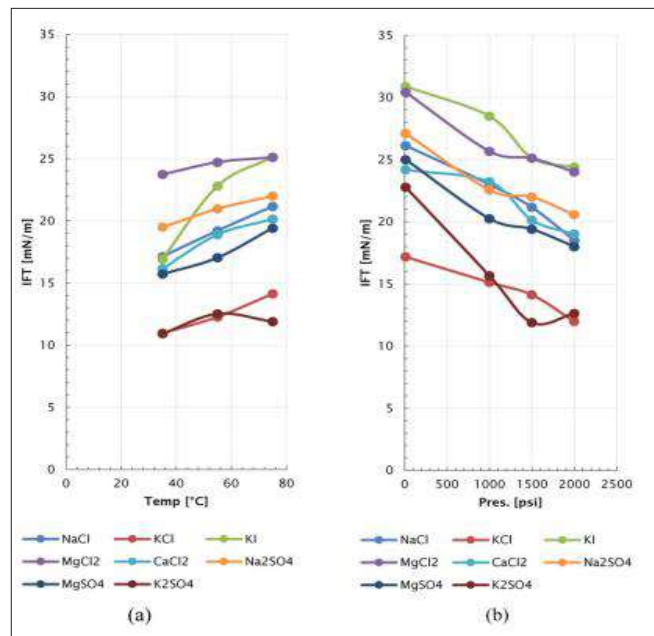 35
30
25
20
15
10
5
0
IFT [mN/m]
0 20 40 60 80
Temp [°C]
NaCl KCl KI
MgCl2 CaCl2 Na2SO4
MgSO4 K2SO4
(a)
35
30
25
20
15
10
5
0
IFT [mN/m]
0 500 1000 1500 2000 2500
Pres. [psi]
NaCl KCl KI
MgCl2 CaCl2 Na2SO4
MgSO4 K2SO4
(b)